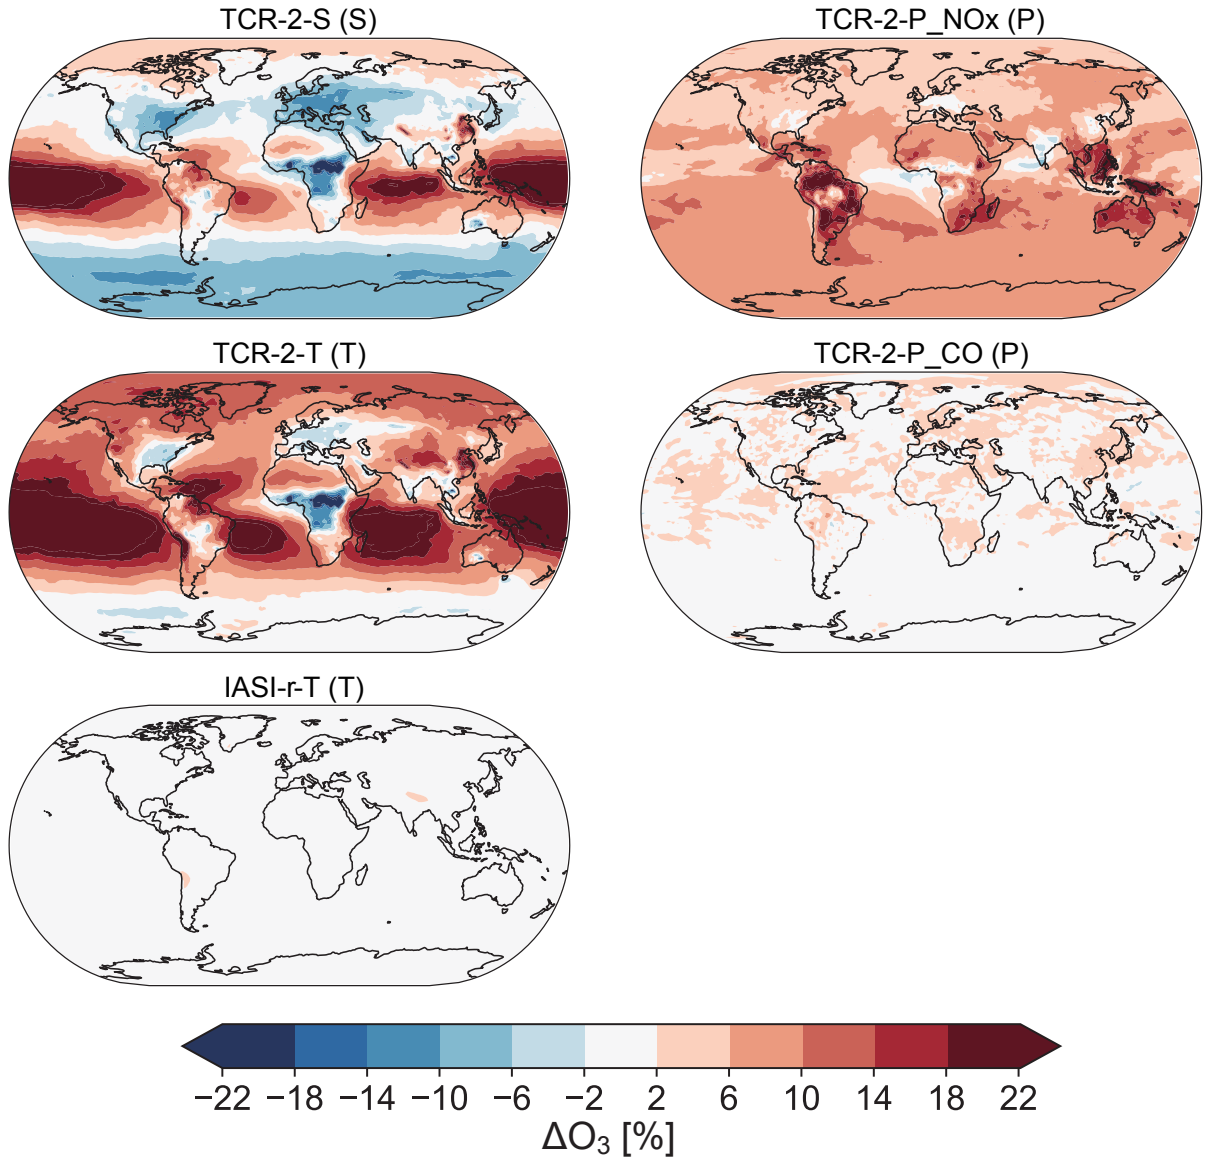 TCR-2-S (S)
TCR-2-P_NOx (P)
TCR-2-T (T)
TCR-2-P_CO (P)
IASI-r-T (T)
−22 −18 −14 −10 −6 −2 2 6 10 14 18 22
ΔO₃ [%]